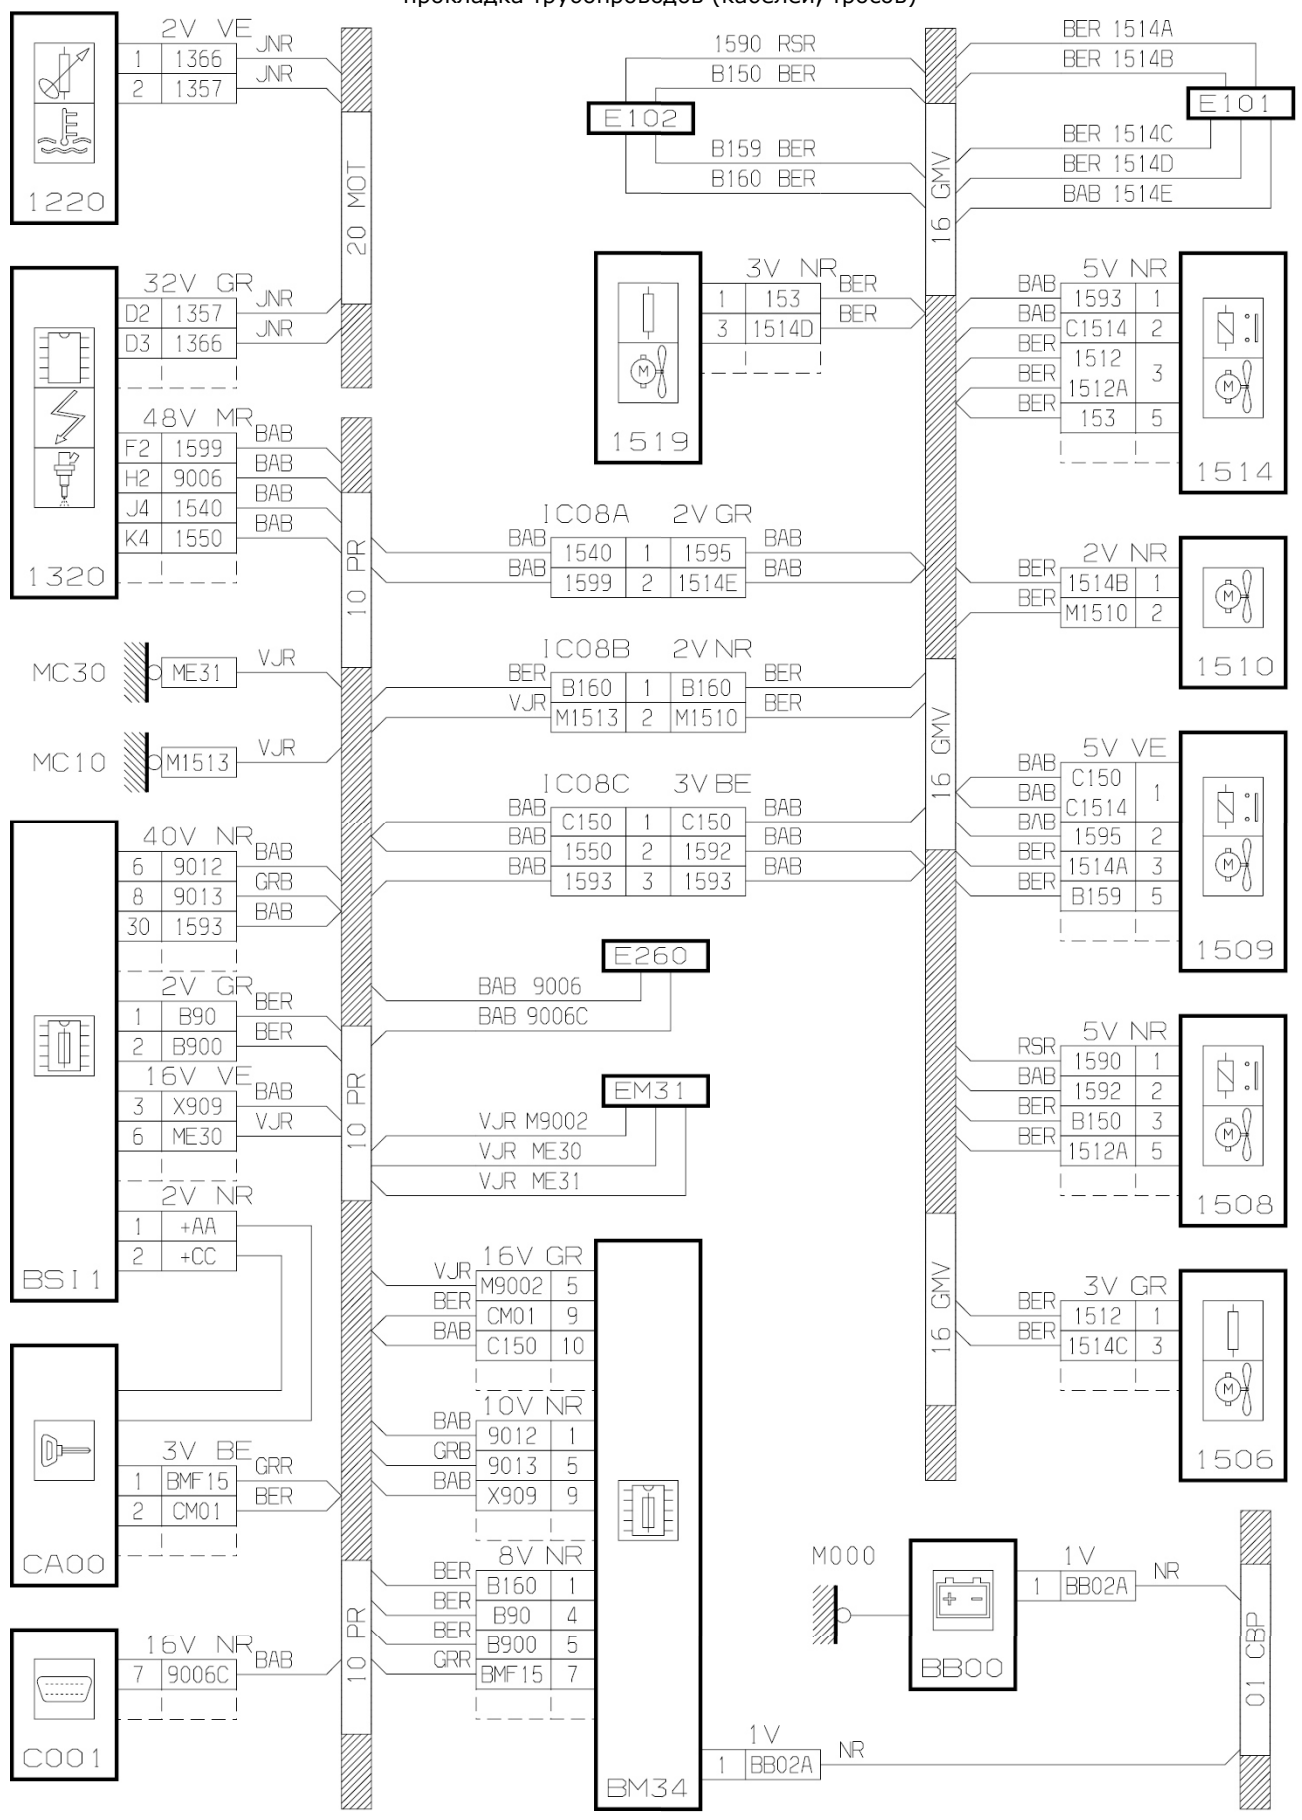 прокладка трубопроводов (кабелей, тросов)
2V VE
1 1366 JNR
2 1357 JNR
1220
20 MOT
32V GR
D2 1357 JNR
D3 1366 JNR
48V MR
F2 1599 BAB
H2 9006 BAB
J4 1540 BAB
K4 1550 BAB
1320
10 PR
MC30 ME31 VJR
MC10 M1513 VJR
40V NR
6 9012 BAB
8 9013 GRB
30 1593 BAB
2V GR
1 B90 BER
2 B900 BER
16V VE
3 X909 BAB
6 ME30 VJR
2V NR
1 +AA
2 +CC
BSI1
10 PR
3V BE
1 BMF15 GRR
2 CM01 BER
CA00
16V NR
7 9006C BAB
C001
10 PR
1590 RSR
B150 BER
E102
B159 BER
B160 BER
3V NR
1 153 BER
3 1514D BER
1519
IC08A 2V GR
BAB 1540 1 1595 BAB
BAB 1599 2 1514E BAB
IC08B 2V NR
BER B160 1 B160 BER
VJR M1513 2 M1510 BER
IC08C 3V BE
BAB C150 1 C150 BAB
BAB 1550 2 1592 BAB
BAB 1593 3 1593 BAB
E260
BAB 9006
BAB 9006C
EM31
VJR M9002
VJR ME30
VJR ME31
16V GR
VJR M9002 5
BER CM01 9
BAB C150 10
10V NR
BAB 9012 1
GRB 9013 5
BAB X909 9
8V NR
BER B160 1
BER B90 4
BER B900 5
GRR BMF15 7
1V
1 BB02A NR
BM34
16 GMV
BER 1514A
BER 1514B
E101
BER 1514C
BER 1514D
BAB 1514E
5V NR
BAB 1593 1
BAB C1514 2
BER 1512 3
BER 1512A
BER 153 5
1514
2V NR
BER 1514B 1
BER M1510 2
1510
16 GMV
5V VE
BAB C150 1
BAB C1514
BAB 1595 2
BER 1514A 3
BER B159 5
1509
5V NR
RSR 1590 1
BAB 1592 2
BER B150 3
BER 1512A 5
1508
16 GMV
3V GR
BER 1512 1
BER 1514C 3
1506
M000
1V
1 BB02A NR
BB00
01 CBP